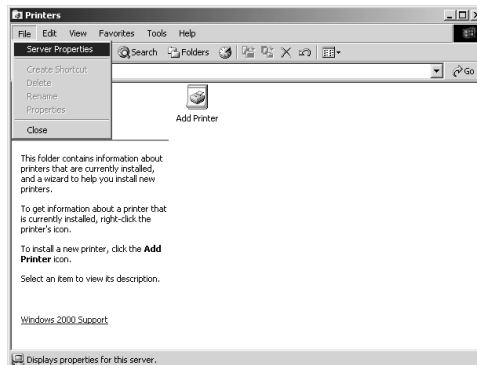 Printers
File Edit View Favorites Tools Help
Server Properties
Search Folders
Create Shortcut
Delete
Rename
Properties
Close
Go
Add Printer
This folder contains information about
printers that are currently installed,
and a wizard to help you install new
printers.
To get information about a printer that
is currently installed, right-click the
printer's icon.
To install a new printer, click the Add
Printer icon.
Select an item to view its description.
Windows 2000 Support
Displays properties for this server.